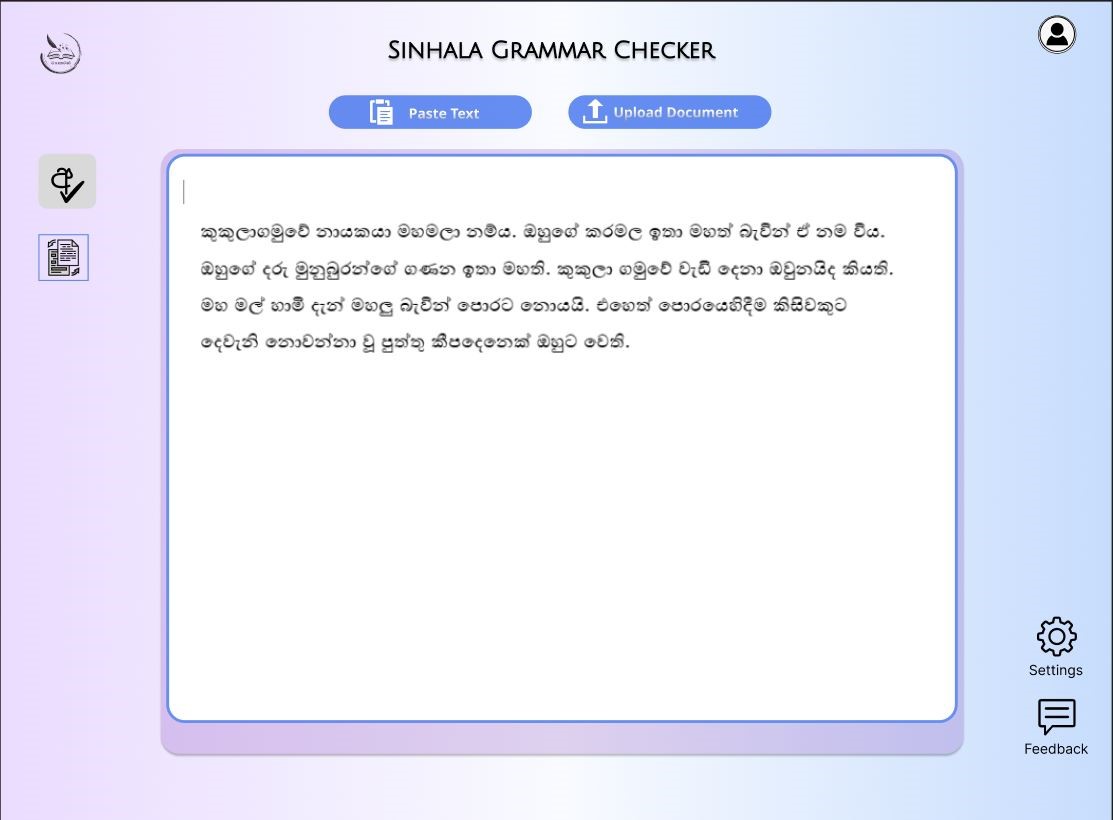 SINHALA GRAMMAR CHECKER
Paste Text
Upload Document
කුකුලාගමුවේ නායකයා මහමලා නම්ය. ඔහුගේ කරමල ඉතා මහත් බැවින් ඒ නම විය.
ඔහුගේ දරු මුනුබුරන්ගේ ගණන ඉතා මහති. කුකුලා ගමුවේ වැඩි දෙනා ඔවුනයිද කියති.
මහ මල් හාමි දැන් මහලු බැවින් පොරට නොයයි. එහෙත් පොරයෙහිදීම කිසිවකුට
දෙවැනි නොවන්නා වූ පුත්තු කීපදෙනෙක් ඔහුට වෙති.
Settings
Feedback